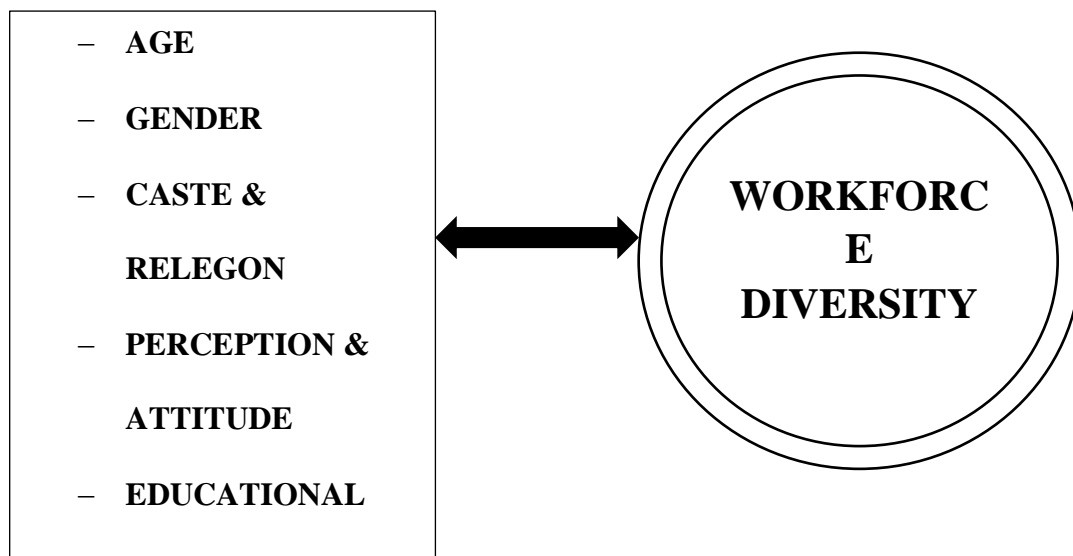 – AGE
– GENDER
– CASTE &
RELEGON
– PERCEPTION &
ATTITUDE
– EDUCATIONAL
WORKFORC
E
DIVERSITY